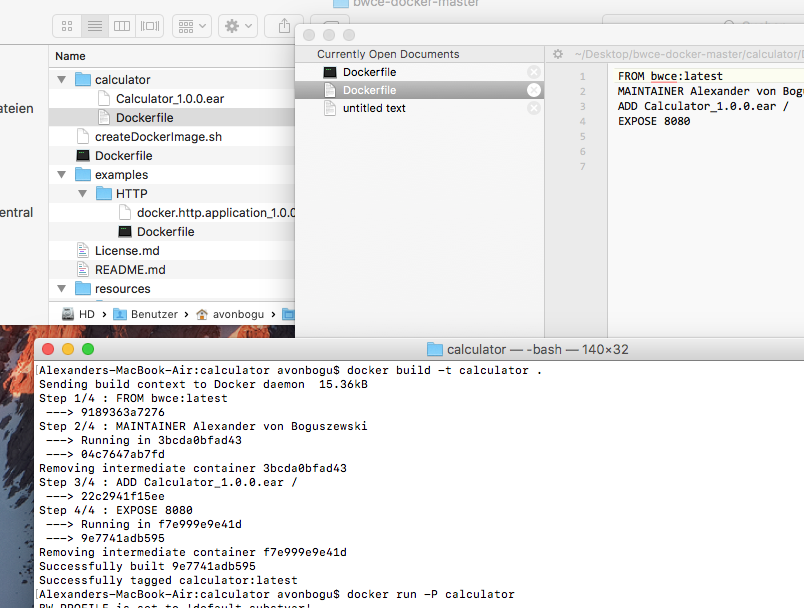 bwce-docker-master
Name
calculator
Calculator_1.0.0.ear
Dockerfile
createDockerImage.sh
Dockerfile
examples
HTTP
docker.http.application_1.0.0
Dockerfile
License.md
README.md
resources
ateien
entral
HD › Benutzer › avonbogu ›
Currently Open Documents
Dockerfile
Dockerfile
untitled text
~/Desktop/bwce-docker-master/calculator/
1 FROM bwce:latest
2 MAINTAINER Alexander von Bogu
3 ADD Calculator_1.0.0.ear /
4 EXPOSE 8080
5
6
7
calculator — -bash — 140×32
[Alexanders-MacBook-Air:calculator avonbogu$ docker build -t calculator .
Sending build context to Docker daemon 15.36kB
Step 1/4 : FROM bwce:latest
---> 9189363a7276
Step 2/4 : MAINTAINER Alexander von Boguszewski
---> Running in 3bcda0bfad43
---> 04c7647ab7fd
Removing intermediate container 3bcda0bfad43
Step 3/4 : ADD Calculator_1.0.0.ear /
---> 22c2941f15ee
Step 4/4 : EXPOSE 8080
---> Running in f7e999e9e41d
---> 9e7741adb595
Removing intermediate container f7e999e9e41d
Successfully built 9e7741adb595
Successfully tagged calculator:latest
[Alexanders-MacBook-Air:calculator avonbogu$ docker run -P calculator
BW_PROFILE is set to 'default.substvar'